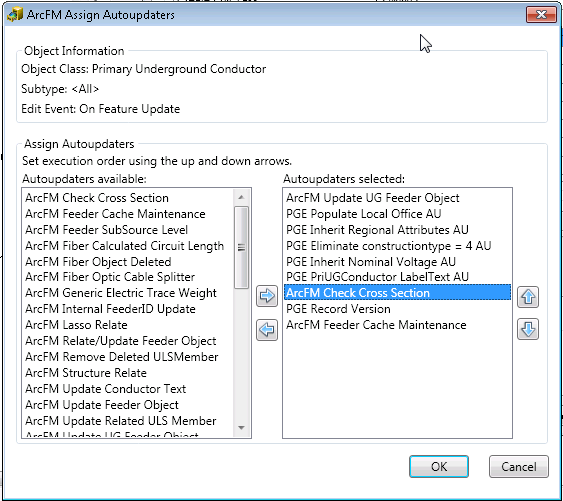 ArcFM Assign Autoupdaters
Object Information
Object Class: Primary Underground Conductor
Subtype: <All>
Edit Event: On Feature Update
Assign Autoupdaters
Set execution order using the up and down arrows.
Autoupdaters available:
ArcFM Check Cross Section
ArcFM Feeder Cache Maintenance
ArcFM Feeder SubSource Level
ArcFM Fiber Calculated Circuit Length
ArcFM Fiber Object Deleted
ArcFM Fiber Optic Cable Splitter
ArcFM Generic Electric Trace Weight
ArcFM Internal FeederID Update
ArcFM Lasso Relate
ArcFM Relate/Update Feeder Object
ArcFM Remove Deleted ULSMember
ArcFM Structure Relate
ArcFM Update Conductor Text
ArcFM Update Feeder Object
ArcFM Update Related ULS Member
ArcFM Update UG Feeder Object
Autoupdaters selected:
ArcFM Update UG Feeder Object
PGE Populate Local Office AU
PGE Inherit Regional Attributes AU
PGE Eliminate constructiontype = 4 AU
PGE Inherit Nominal Voltage AU
PGE PriUGConductor LabelText AU
ArcFM Check Cross Section
PGE Record Version
ArcFM Feeder Cache Maintenance
OK
Cancel